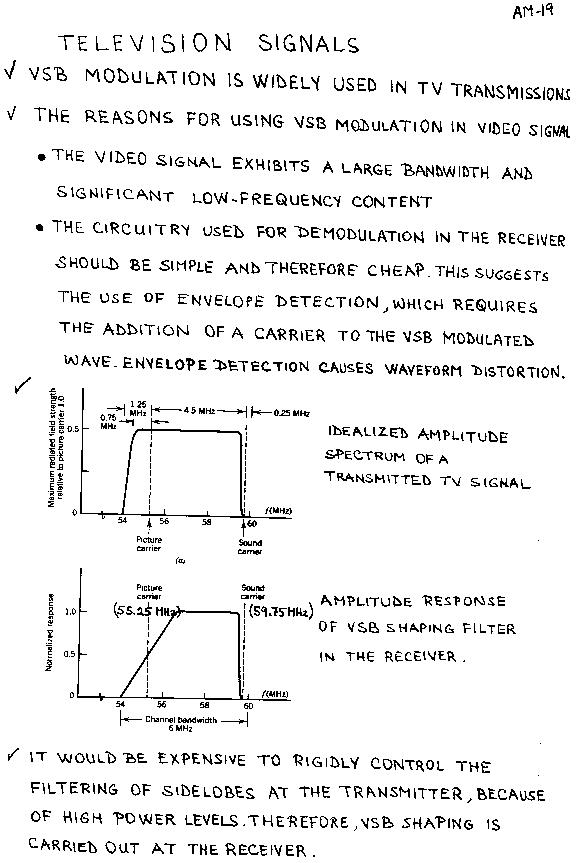 AM-19
TELEVISION SIGNALS
✓ VSB MODULATION IS WIDELY USED IN TV TRANSMISSIONS
✓ THE REASONS FOR USING VSB MODULATION IN VIDEO SIGNAL
• THE VIDEO SIGNAL EXHIBITS A LARGE BANDWIDTH AND
SIGNIFICANT LOW-FREQUENCY CONTENT
• THE CIRCUITRY USED FOR DEMODULATION IN THE RECEIVER
SHOULD BE SIMPLE AND THEREFORE CHEAP. THIS SUGGESTS
THE USE OF ENVELOPE DETECTION, WHICH REQUIRES
THE ADDITION OF A CARRIER TO THE VSB MODULATED
WAVE. ENVELOPE DETECTION CAUSES WAVEFORM DISTORTION.
✓
Maximum radiated field strength
relative to picture carrier 1.0
0.75
MHz
1.25
MHz
4.5 MHz
0.25 MHz
0.5
0
54 56 58 60 f(MHz)
Picture
carrier
Sound
carrier
(a)
IDEALIZED AMPLITUDE
SPECTRUM OF A
TRANSMITTED TV SIGNAL
Normalized response
Picture
carrier
(55.25 MHz)
Sound
carrier
(59.75 MHz)
1.0
0.5
0
54 56 58 60 f(MHz)
Channel bandwidth
6 MHz
AMPLITUDE RESPONSE
OF VSB SHAPING FILTER
IN THE RECEIVER.
✓ IT WOULD BE EXPENSIVE TO RIGIDLY CONTROL THE
FILTERING OF SIDELOBES AT THE TRANSMITTER, BECAUSE
OF HIGH POWER LEVELS. THEREFORE, VSB SHAPING IS
CARRIED OUT AT THE RECEIVER.